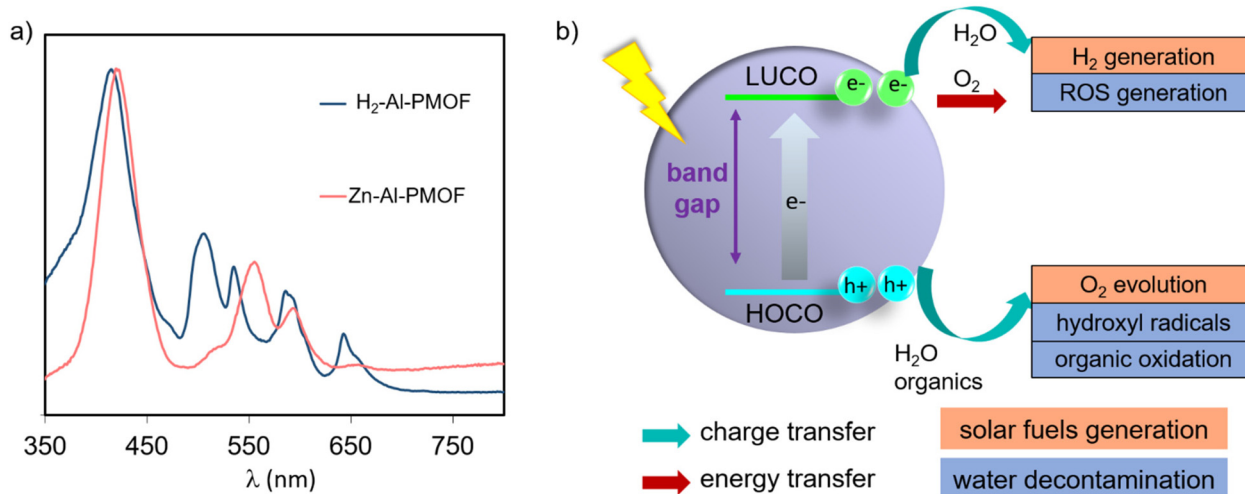 a)
H₂-Al-PMOF
Zn-Al-PMOF
350 450 550 650 750
λ (nm)
b)
LUCO
e- e-
H₂O
O₂
H₂ generation
ROS generation
band
gap
e-
h+ h+
HOCO
H₂O
organics
O₂ evolution
hydroxyl radicals
organic oxidation
charge transfer
energy transfer
solar fuels generation
water decontamination